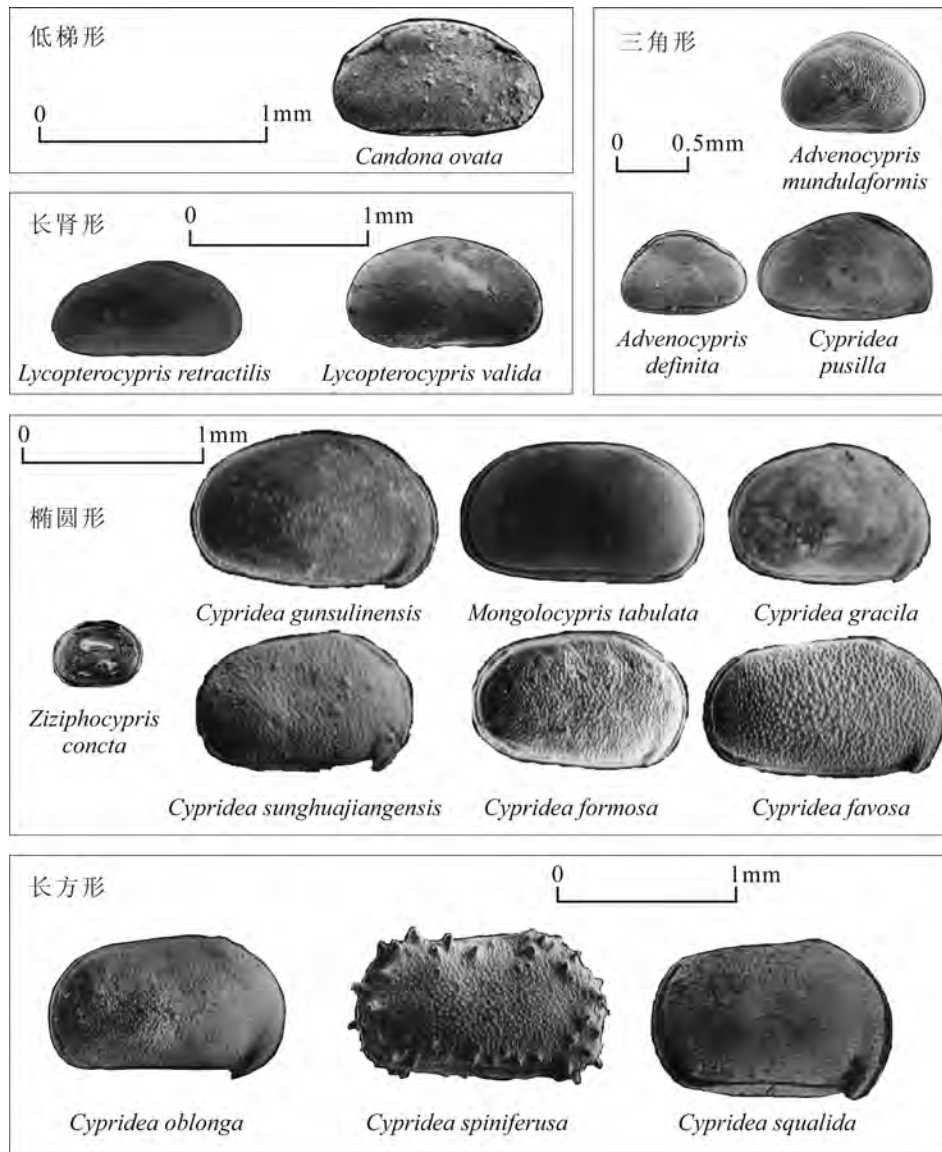 低梯形
0 1mm
Candona ovata
三角形
0 0.5mm
Advenocypris
mundulaformis
Advenocypris
definita
Cypridea
pusilla
长肾形
0 1mm
Lycopterocypris retractilis
Lycopterocypris valida
0 1mm
椭圆形
Cypridea gunsulinensis
Mongolocypris tabulata
Cypridea gracila
Ziziphocypris
concta
Cypridea sunghuajiangensis
Cypridea formosa
Cypridea favosa
长方形
0 1mm
Cypridea oblonga
Cypridea spiniferusa
Cypridea squalida